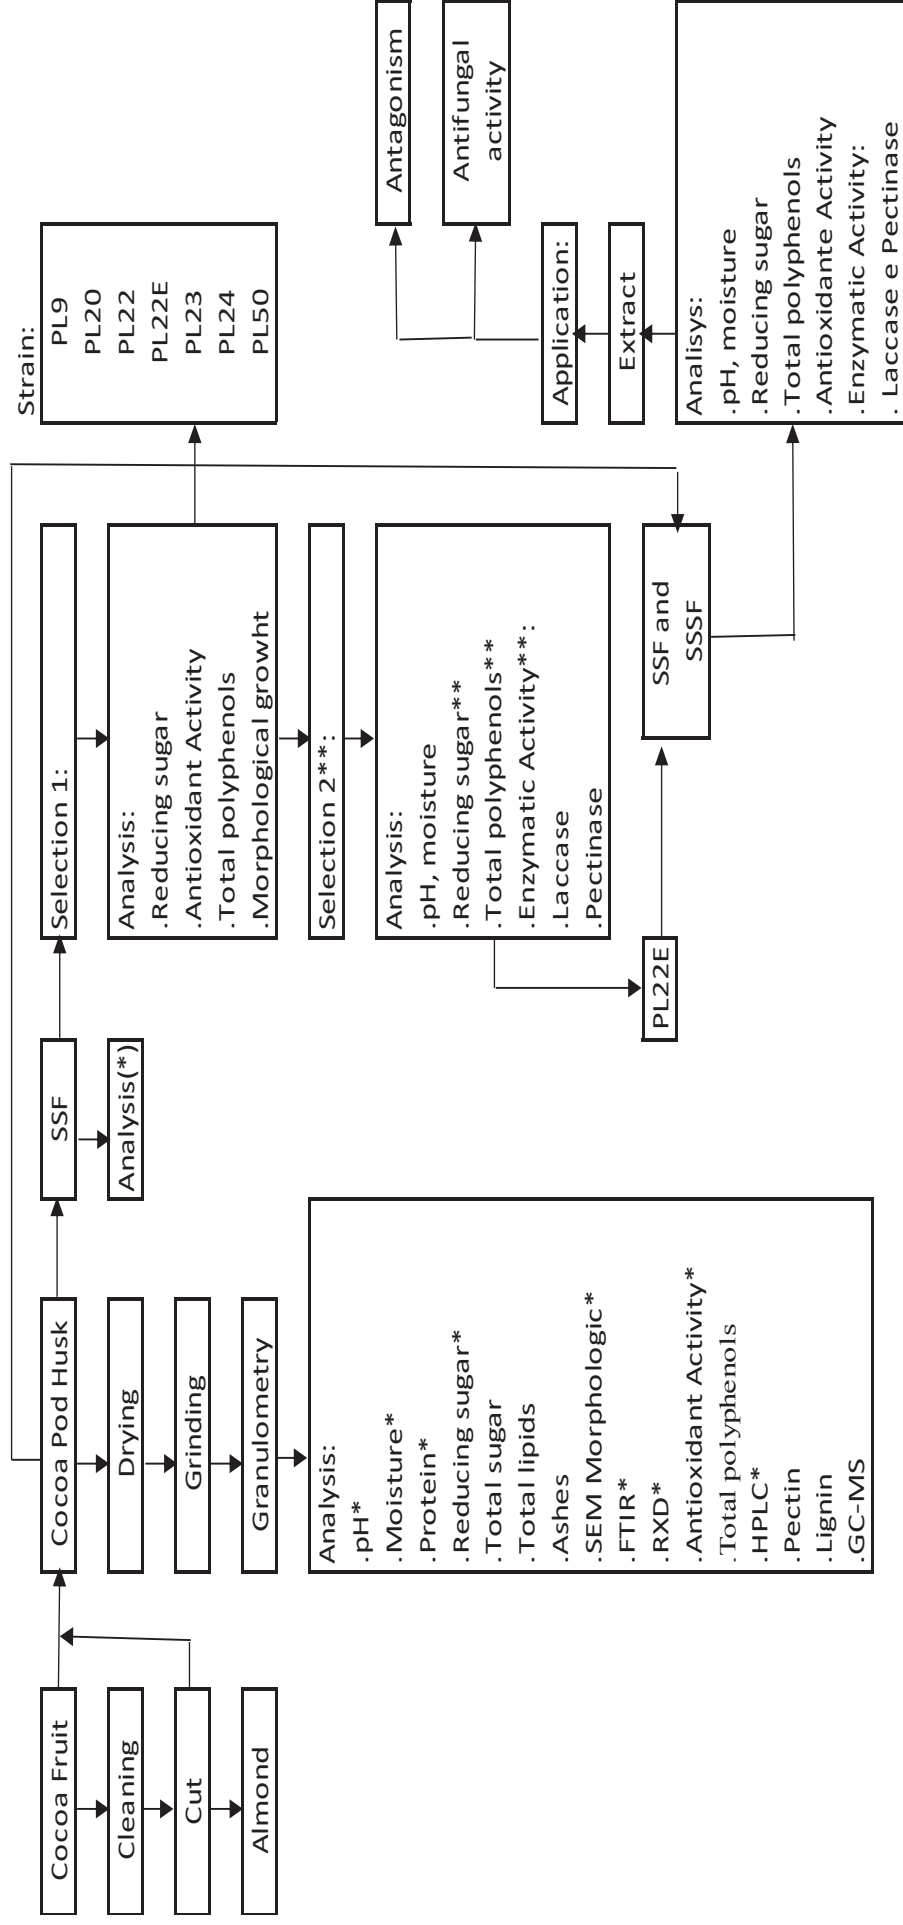 Cocoa Fruit
Cleaning
Cut
Almond
Cocoa Pod Husk
Drying
Grinding
Granulometry
Analysis:
.pH*
.Moisture*
.Protein*
.Reducing sugar*
.Total sugar
.Total lipids
.Ashes
.SEM Morphologic*
.FTIR*
.RXD*
.Antioxidant Activity*
.Total polyphenols
.HPLC*
.Pectin
.Lignin
.GC-MS
SSF
Analysis(*)
Selection 1:
Analysis:
.Reducing sugar
.Antioxidant Activity
.Total polyphenols
.Morphological growht
Selection 2**:
Analysis:
.pH, moisture
.Reducing sugar**
.Total polyphenols**
.Enzymatic Activity**:
.Laccase
.Pectinase
PL22E
SSF and
SSSF
Strain:
PL9
PL20
PL22
PL22E
PL23
PL24
PL50
Analisys:
.pH, moisture
.Reducing sugar
.Total polyphenols
.Antioxidante Activity
.Enzymatic Activity:
. Laccase e Pectinase
Extract
Application:
Antagonism
Antifungal
activity